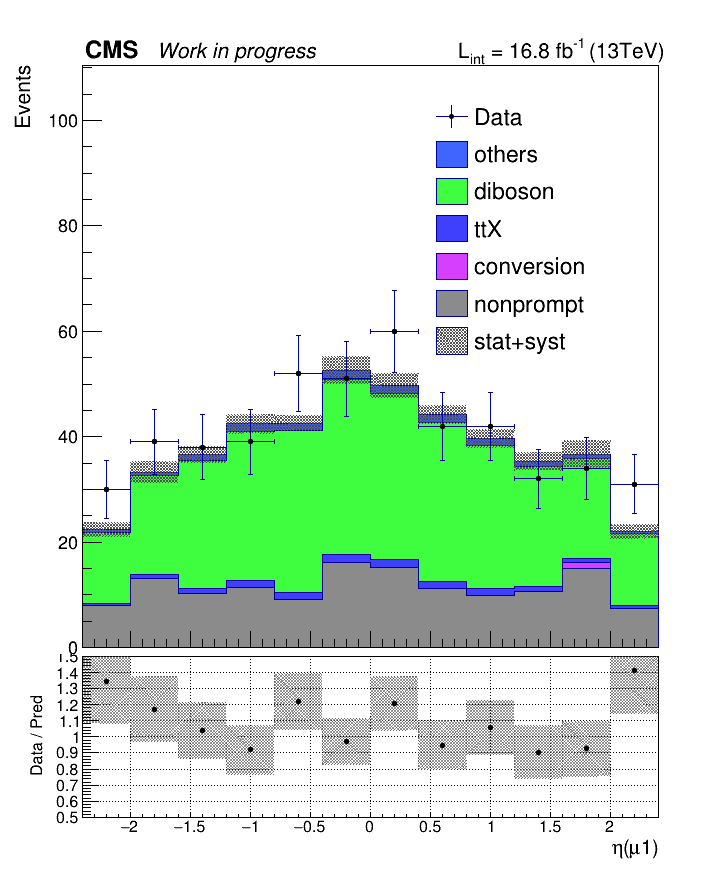 CMS Work in progress L_int = 16.8 fb^-1 (13TeV)
Events
100
80
60
40
20
0
Data
others
diboson
ttX
conversion
nonprompt
stat+syst
Data / Pred
1.5
1.4
1.3
1.2
1.1
1
0.9
0.8
0.7
0.6
0.5
−2 −1.5 −1 −0.5 0 0.5 1 1.5 2
η(μ1)